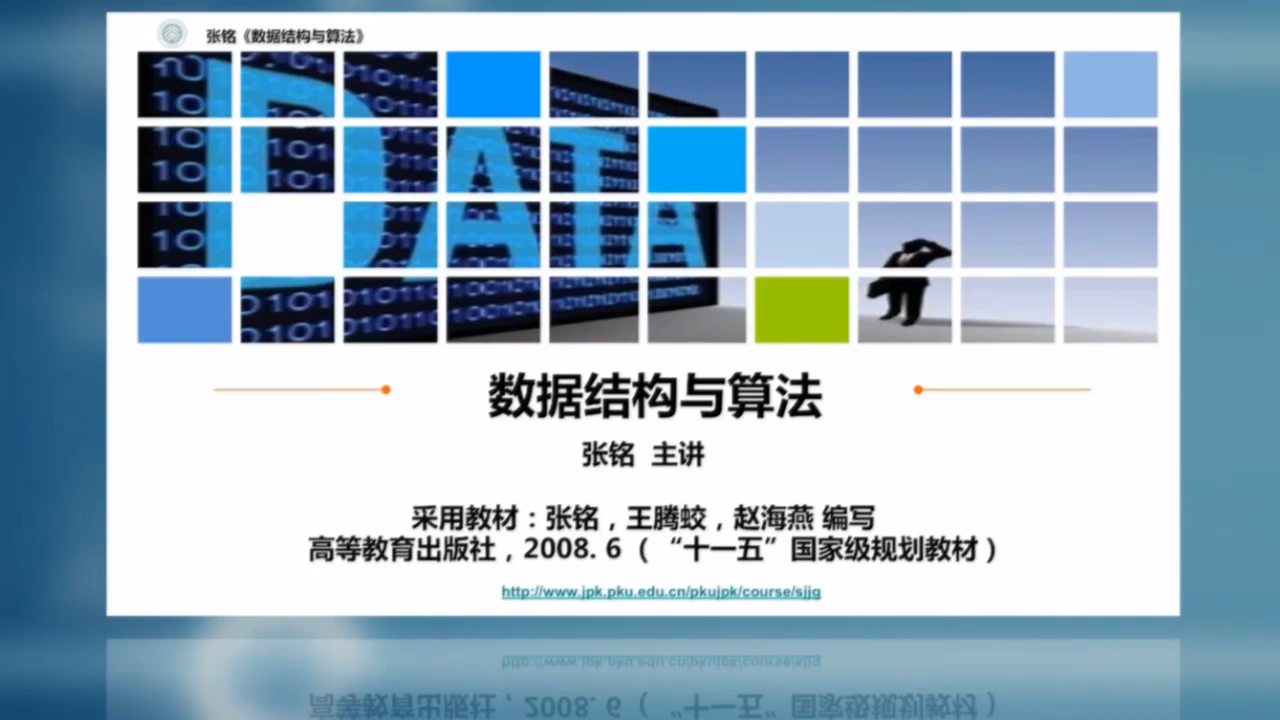 张铭《数据结构与算法》
DATA
数据结构与算法
张铭 主讲
采用教材：张铭，王腾蛟，赵海燕 编写
高等教育出版社，2008. 6 （ “十一五” 国家级规划教材 ）
http://www.jpk.pku.edu.cn/pkujpk/course/sjjg